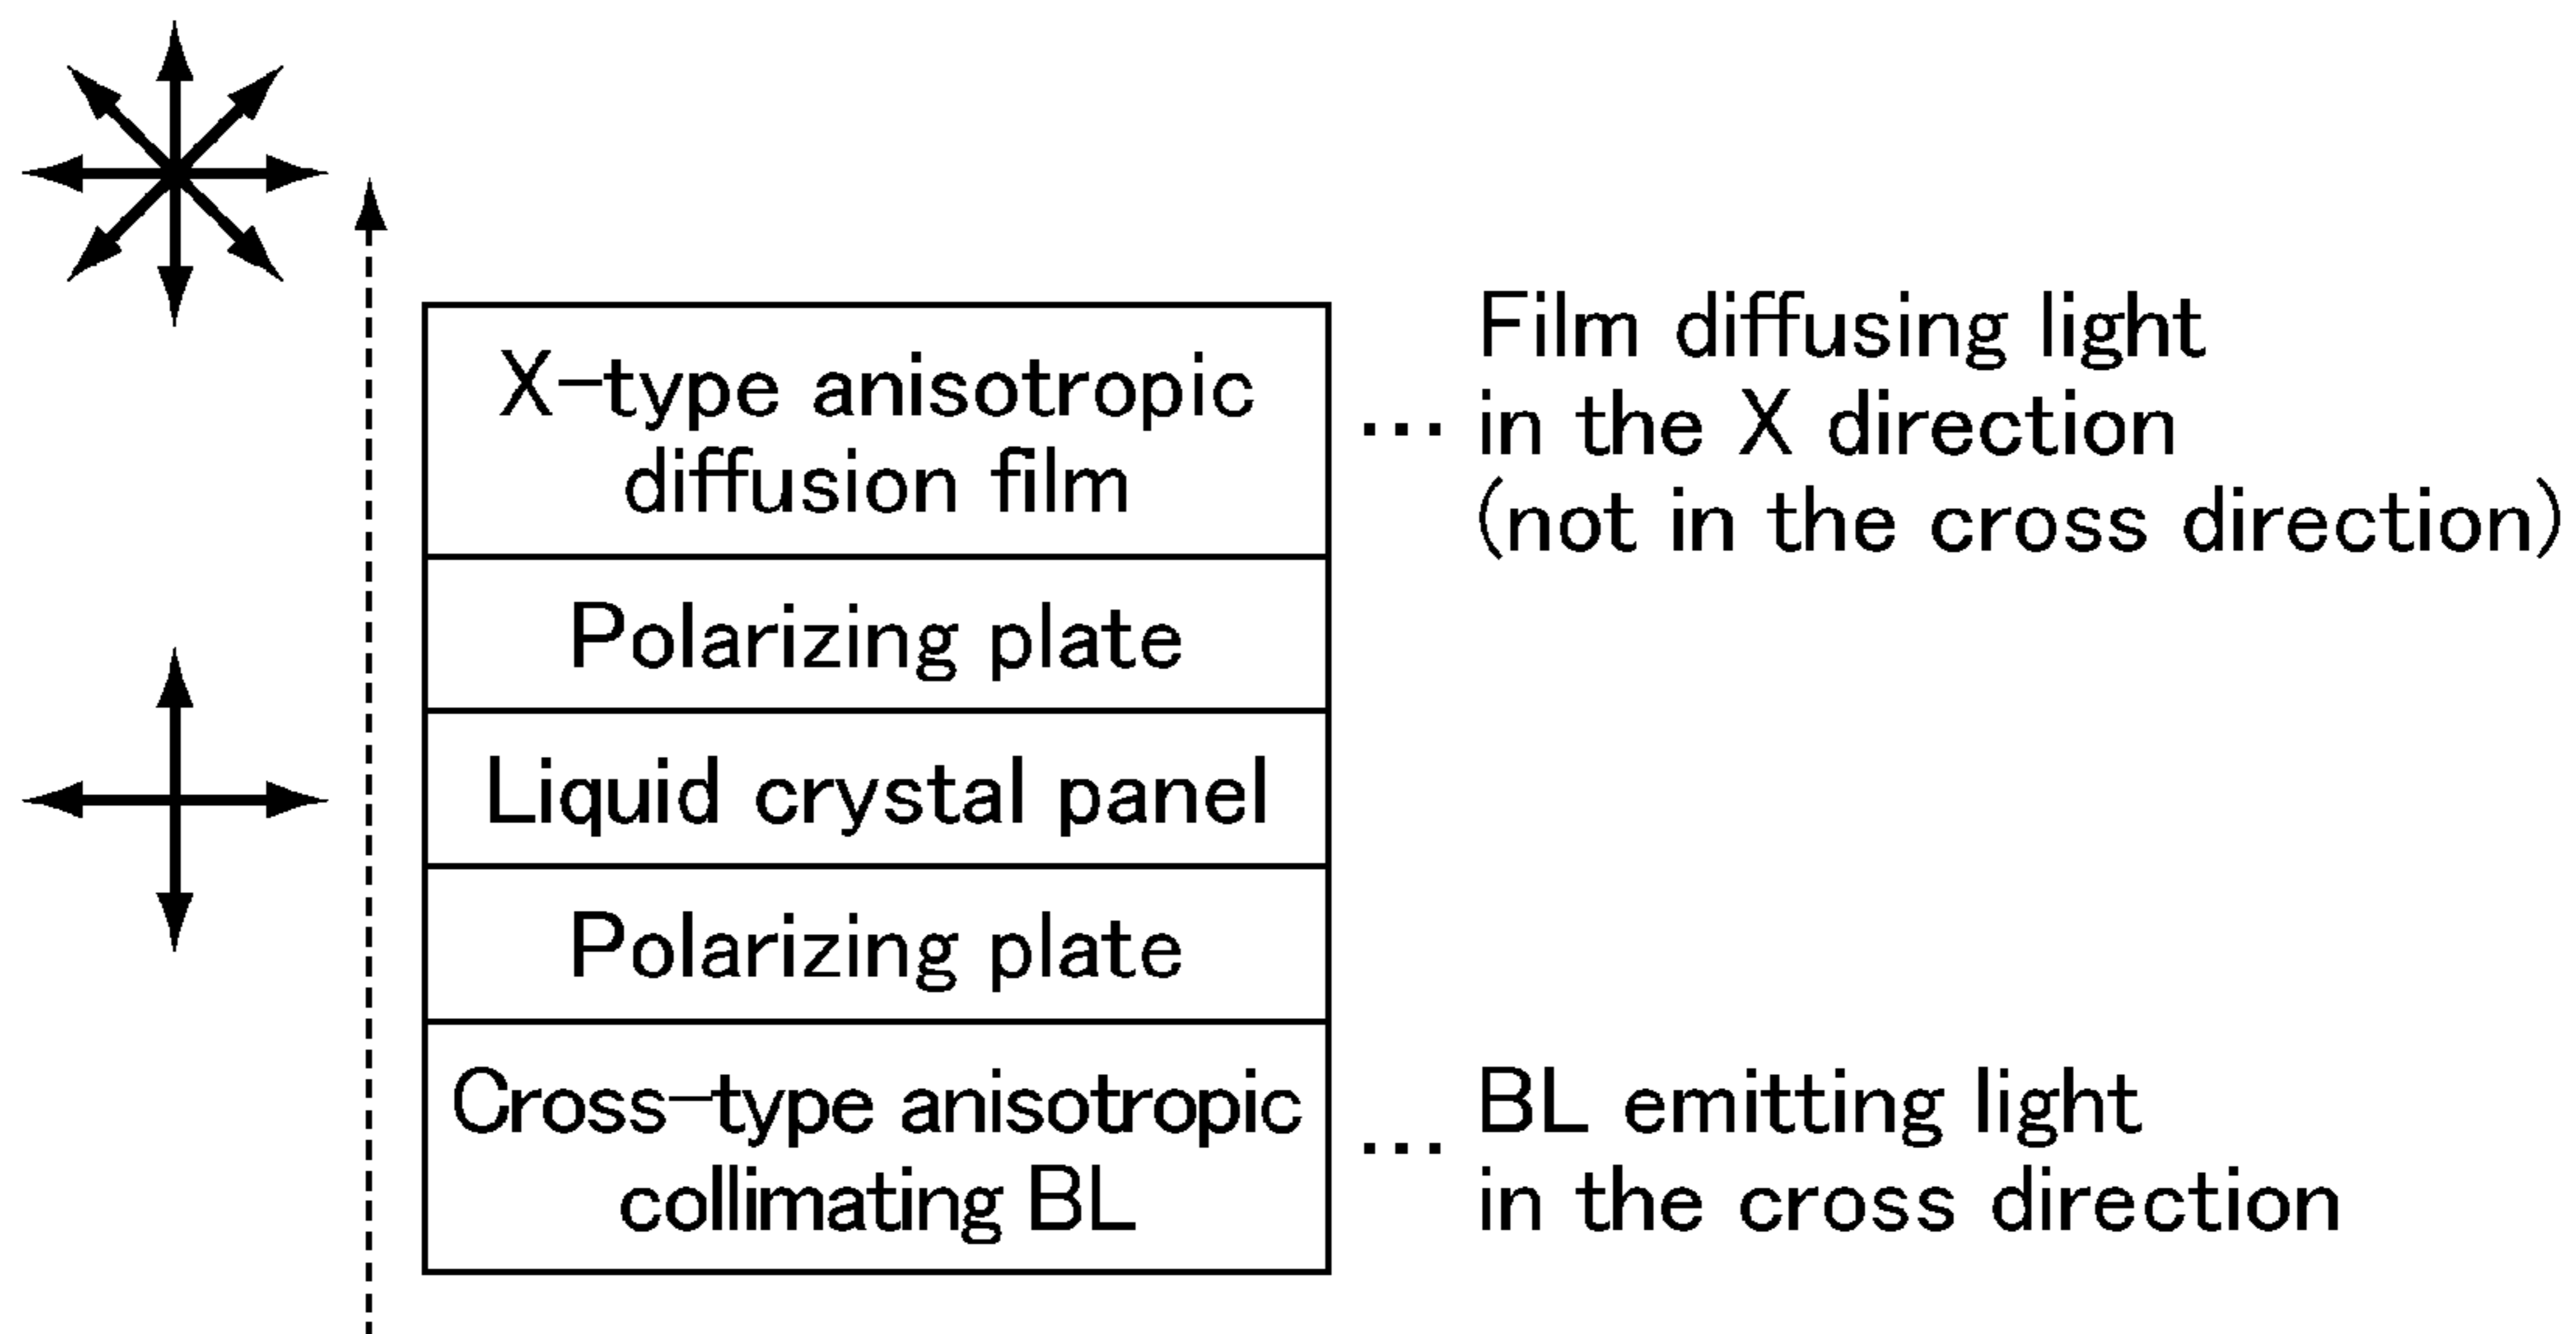 X-type anisotropic
diffusion film
… Film diffusing light
in the X direction
(not in the cross direction)
Polarizing plate
Liquid crystal panel
Polarizing plate
Cross-type anisotropic
collimating BL
… BL emitting light
in the cross direction